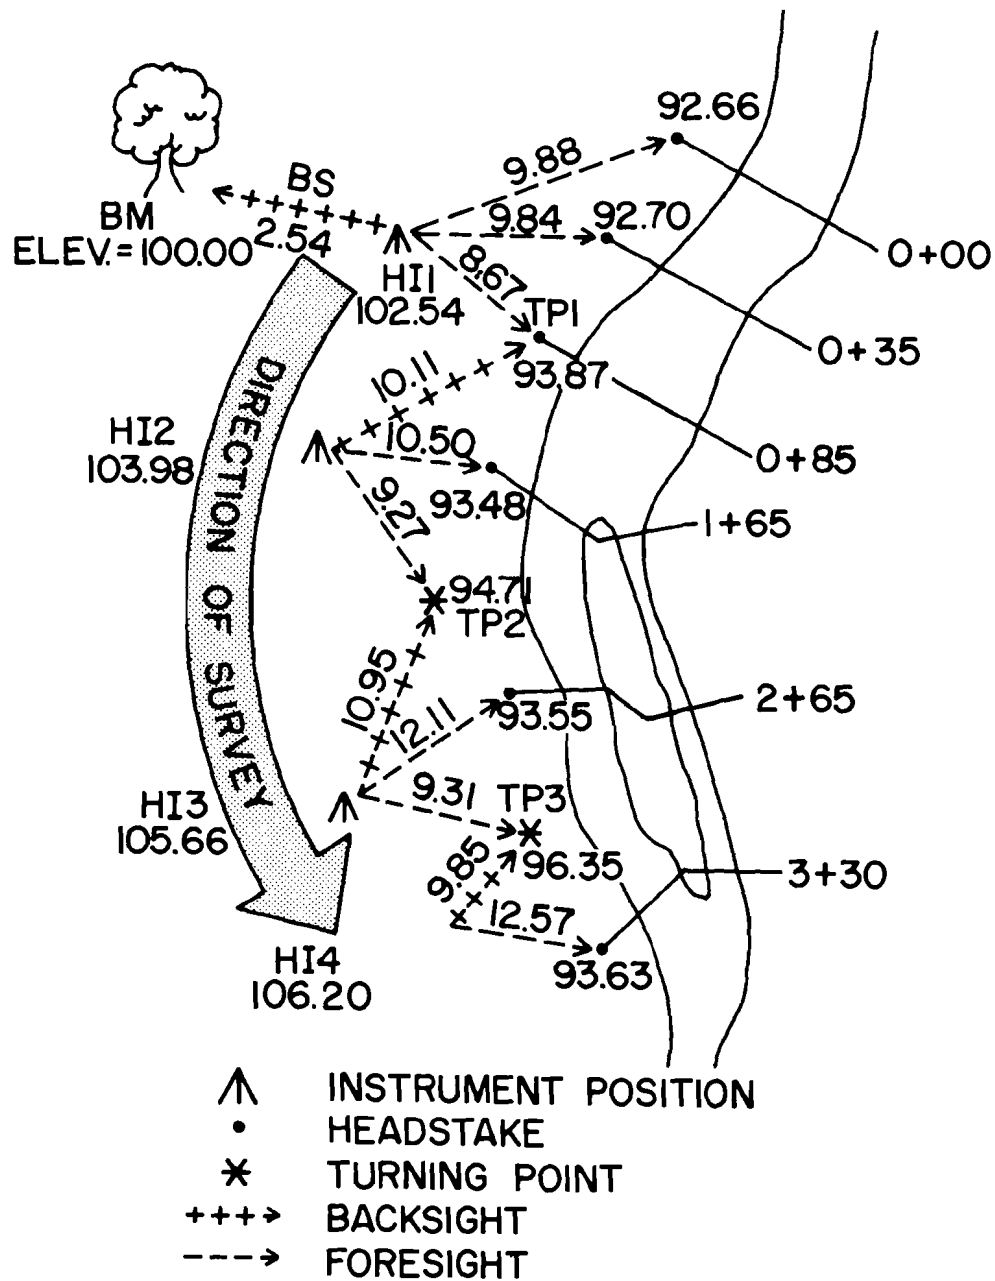 92.66
9.88
BS
BM
ELEV.=100.00
2.54
9.84
92.70
0+00
HI1
102.54
8.67
TP1
93.87
0+35
DIRECTION OF SURVEY
10.11
HI2
103.98
10.50
0+85
9.27
93.48
1+65
94.71
TP2
10.95
12.11
93.55
2+65
HI3
105.66
9.31
TP3
96.35
9.85
3+30
12.57
93.63
HI4
106.20
INSTRUMENT POSITION
HEADSTAKE
TURNING POINT
BACKSIGHT
FORESIGHT